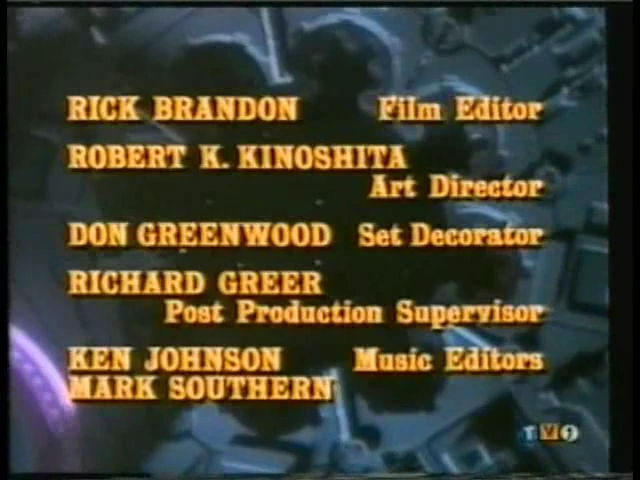 RICK BRANDON Film Editor
ROBERT K. KINOSHITA
Art Director
DON GREENWOOD Set Decorator
RICHARD GREER
Post Production Supervisor
KEN JOHNSON Music Editors
MARK SOUTHERN
TV9